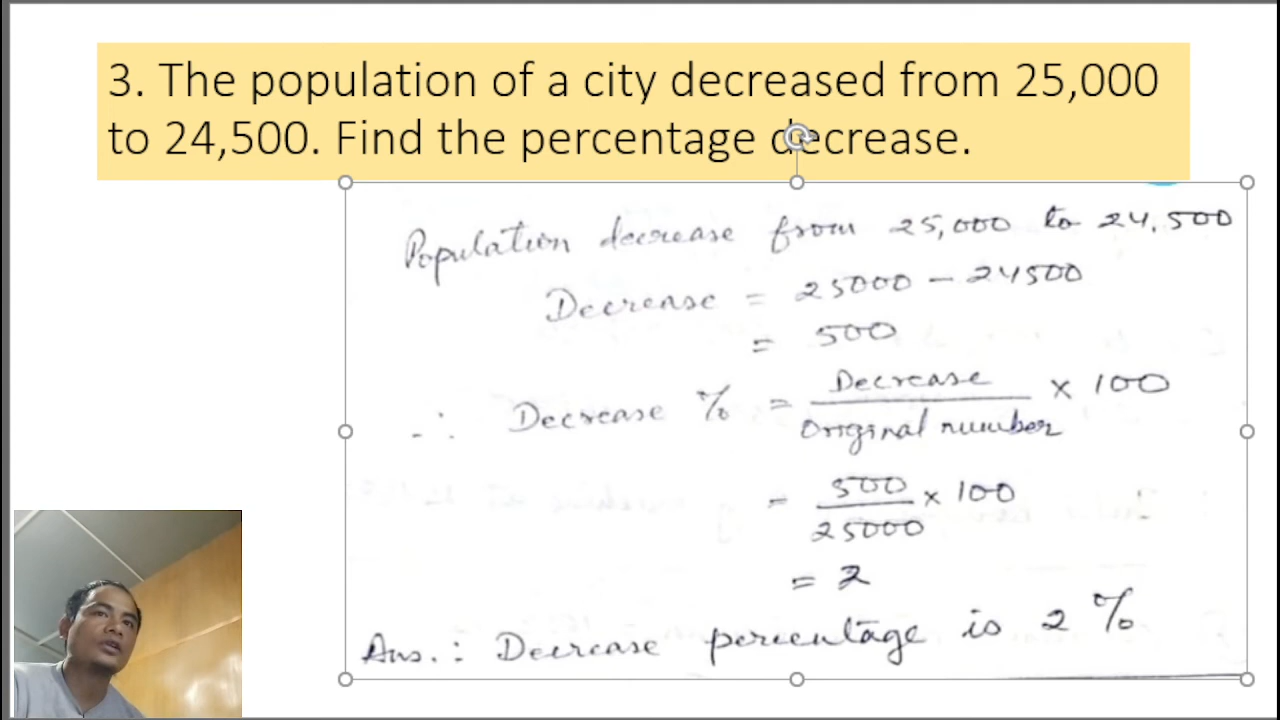 3. The population of a city decreased from 25,000
to 24,500. Find the percentage decrease.
Population decrease from 25,000 to 24,500
Decrease = 25000 - 24500
= 500
∴ Decrease % = Decrease / Original number × 100
= 500 / 25000 × 100
= 2
Ans.: Decrease percentage is 2 %